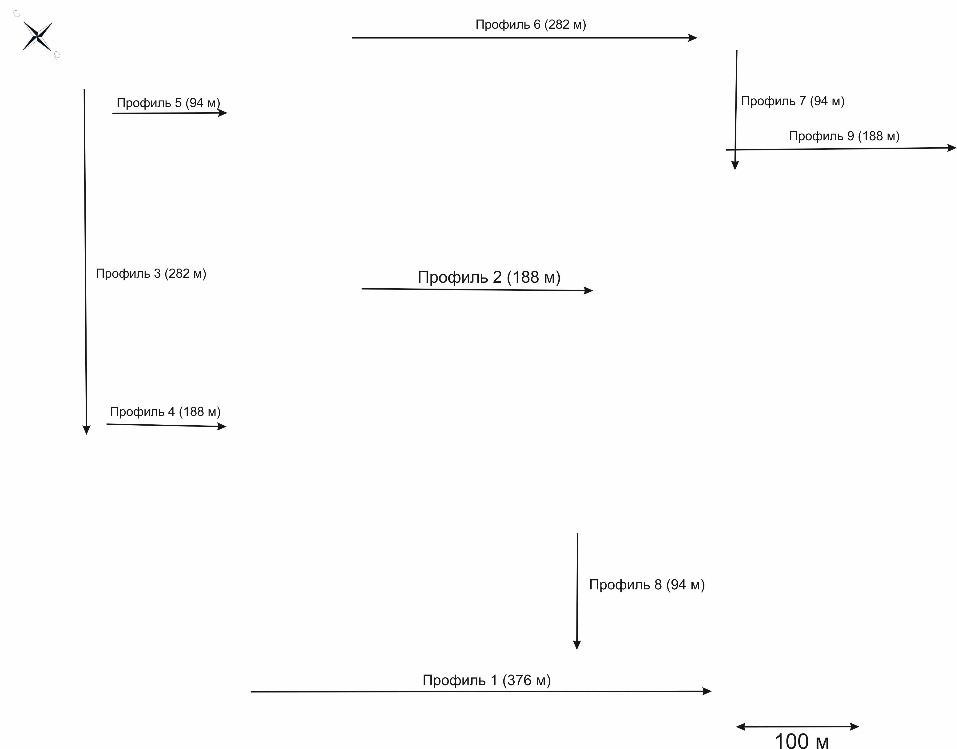 Профиль 6 (282 м)
Профиль 5 (94 м)
Профиль 7 (94 м)
Профиль 9 (188 м)
Профиль 3 (282 м)
Профиль 2 (188 м)
Профиль 4 (188 м)
Профиль 8 (94 м)
Профиль 1 (376 м)
100 м